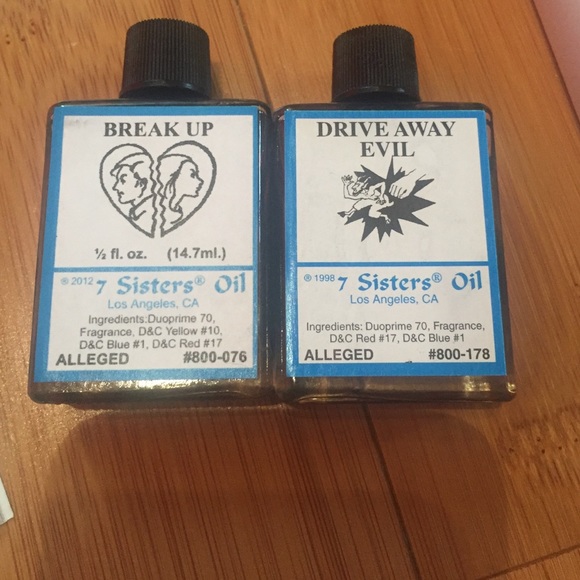 BREAK UP
½ fl. oz. (14.7ml.)
® 2012 7 Sisters® Oil
Los Angeles, CA
Ingredients:Duoprime 70,
Fragrance, D&C Yellow #10,
D&C Blue #1, D&C Red #17
ALLEGED #800-076
DRIVE AWAY
EVIL
® 1998 7 Sisters® Oil
Los Angeles, CA
Ingredients: Duoprime 70, Fragrance,
D&C Red #17, D&C Blue #1
ALLEGED #800-178